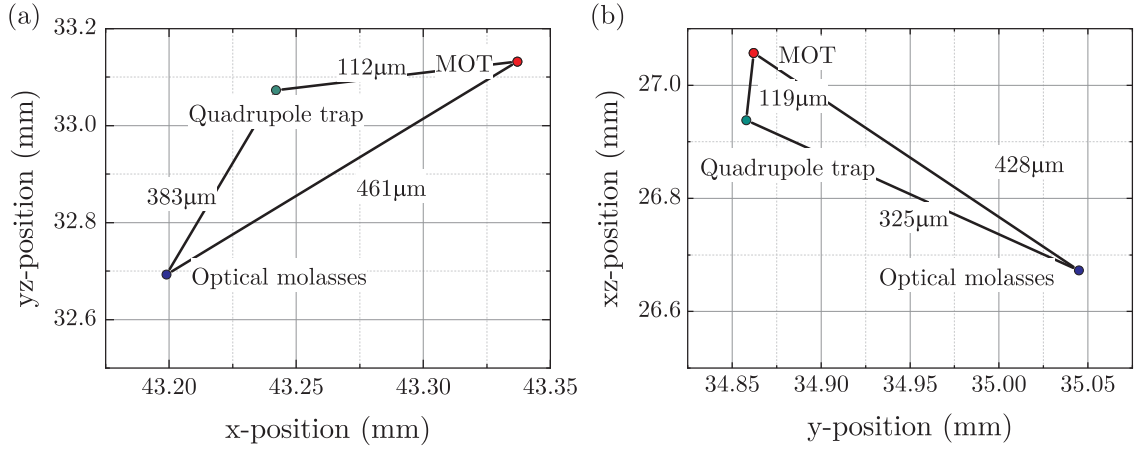 (a)
33.2
33.0
32.8
32.6
yz-position (mm)
112μm
MOT
Quadrupole trap
383μm
461μm
Optical molasses
43.20
43.25
43.30
43.35
x-position (mm)
(b)
27.0
26.8
26.6
xz-position (mm)
MOT
119μm
Quadrupole trap
428μm
325μm
Optical molasses
34.85
34.90
34.95
35.00
35.05
y-position (mm)